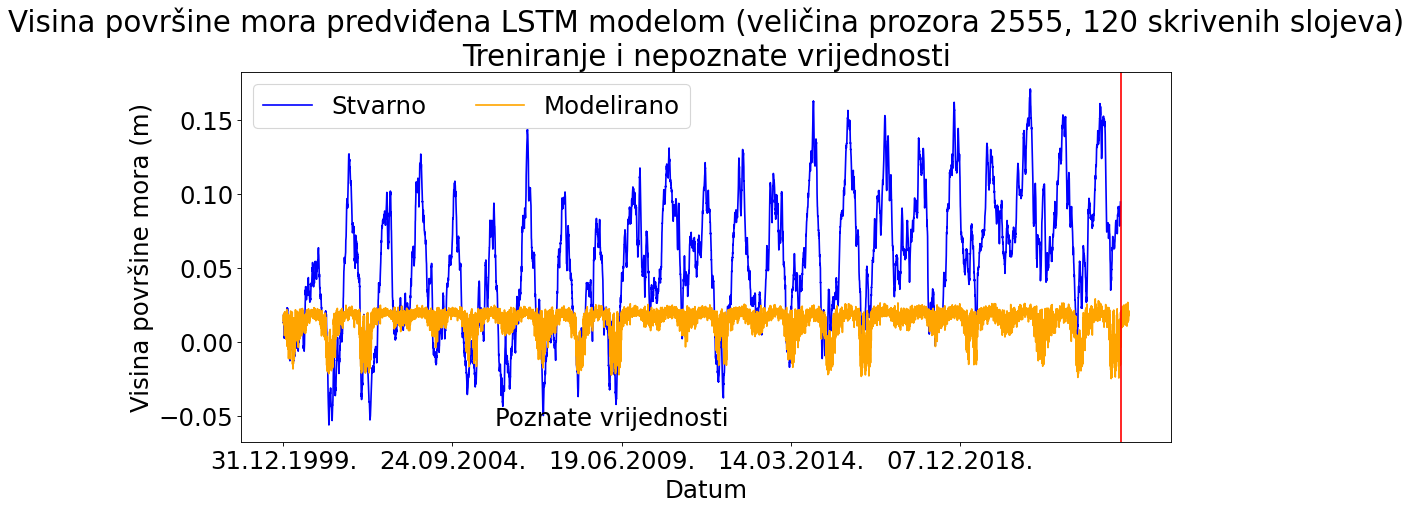 Visina površine mora predviđena LSTM modelom (veličina prozora 2555, 120 skrivenih slojeva)
Treniranje i nepoznate vrijednosti
Stvarno Modelirano
Visina površine mora (m)
0.15
0.10
0.05
0.00
−0.05
Poznate vrijednosti
31.12.1999. 24.09.2004. 19.06.2009. 14.03.2014. 07.12.2018.
Datum